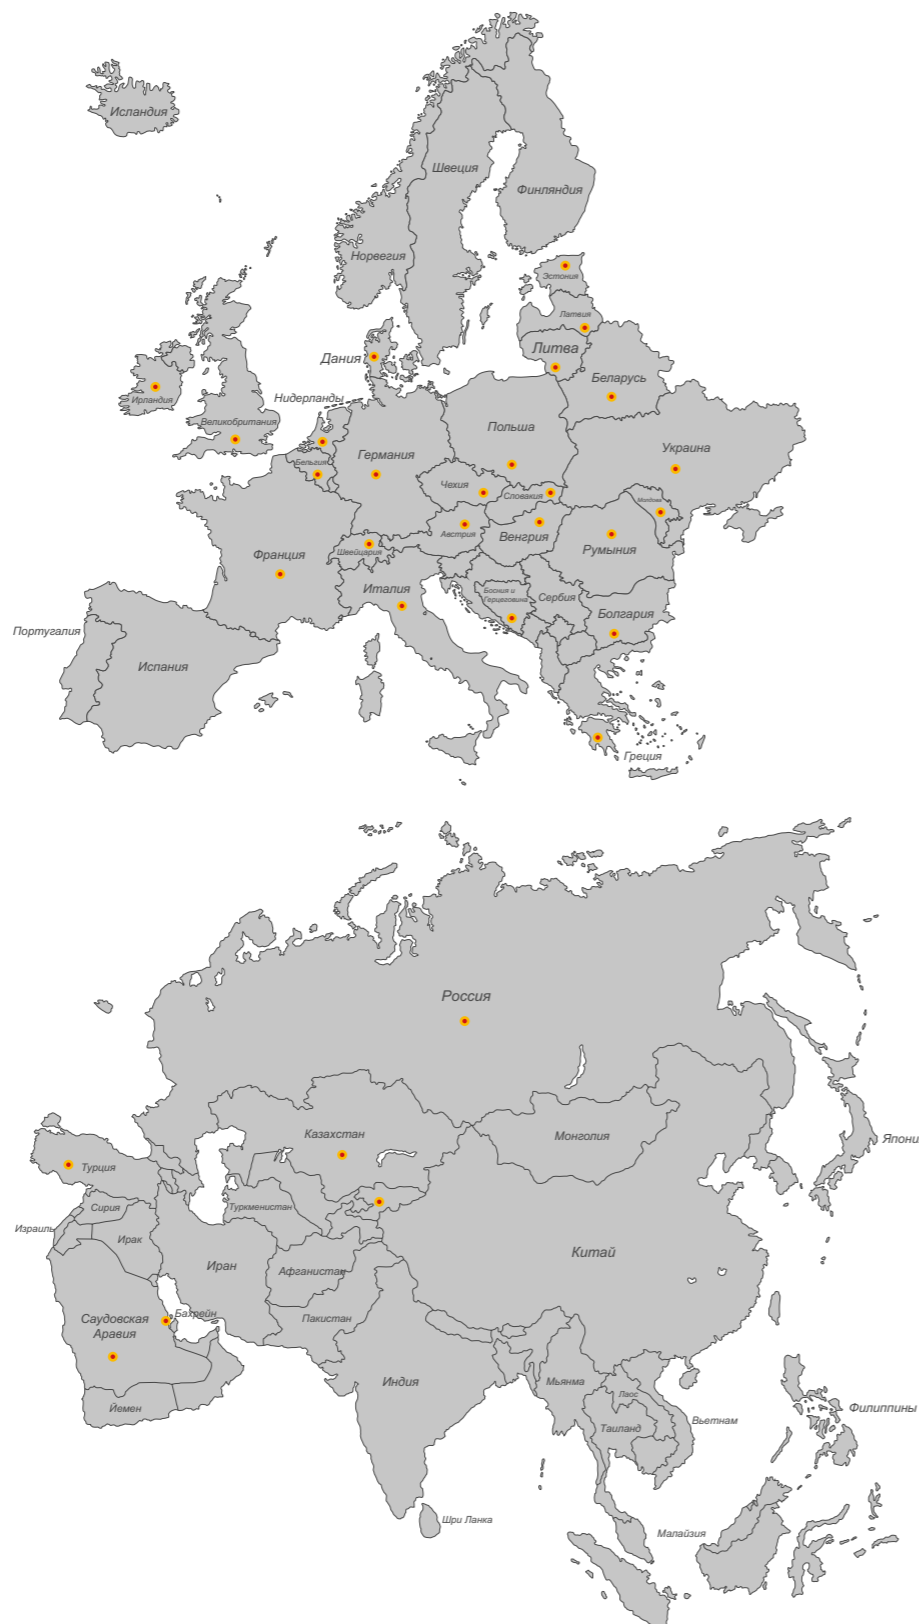 Исландия
Швеция
Финляндия
Норвегия
Эстония
Латвия
Дания
Литва
Беларусь
Нидерланды
Ирландия
Великобритания
Польша
Украина
Германия
Бельгия
Чехия
Словакия
Молдова
Австрия
Венгрия
Румыния
Франция
Швейцария
Италия
Босния и
Герцеговина
Сербия
Болгария
Португалия
Испания
Греция
Россия
Казахстан
Монголия
Япони
Турция
Сирия
Туркменистан
Израиль
Ирак
Иран
Афганистан
Китай
Саудовская
Аравия
Бахрейн
Пакистан
Индия
Мьянма
Лаос
Йемен
Таиланд
Вьетнам
Филиппины
Шри Ланка
Малайзия